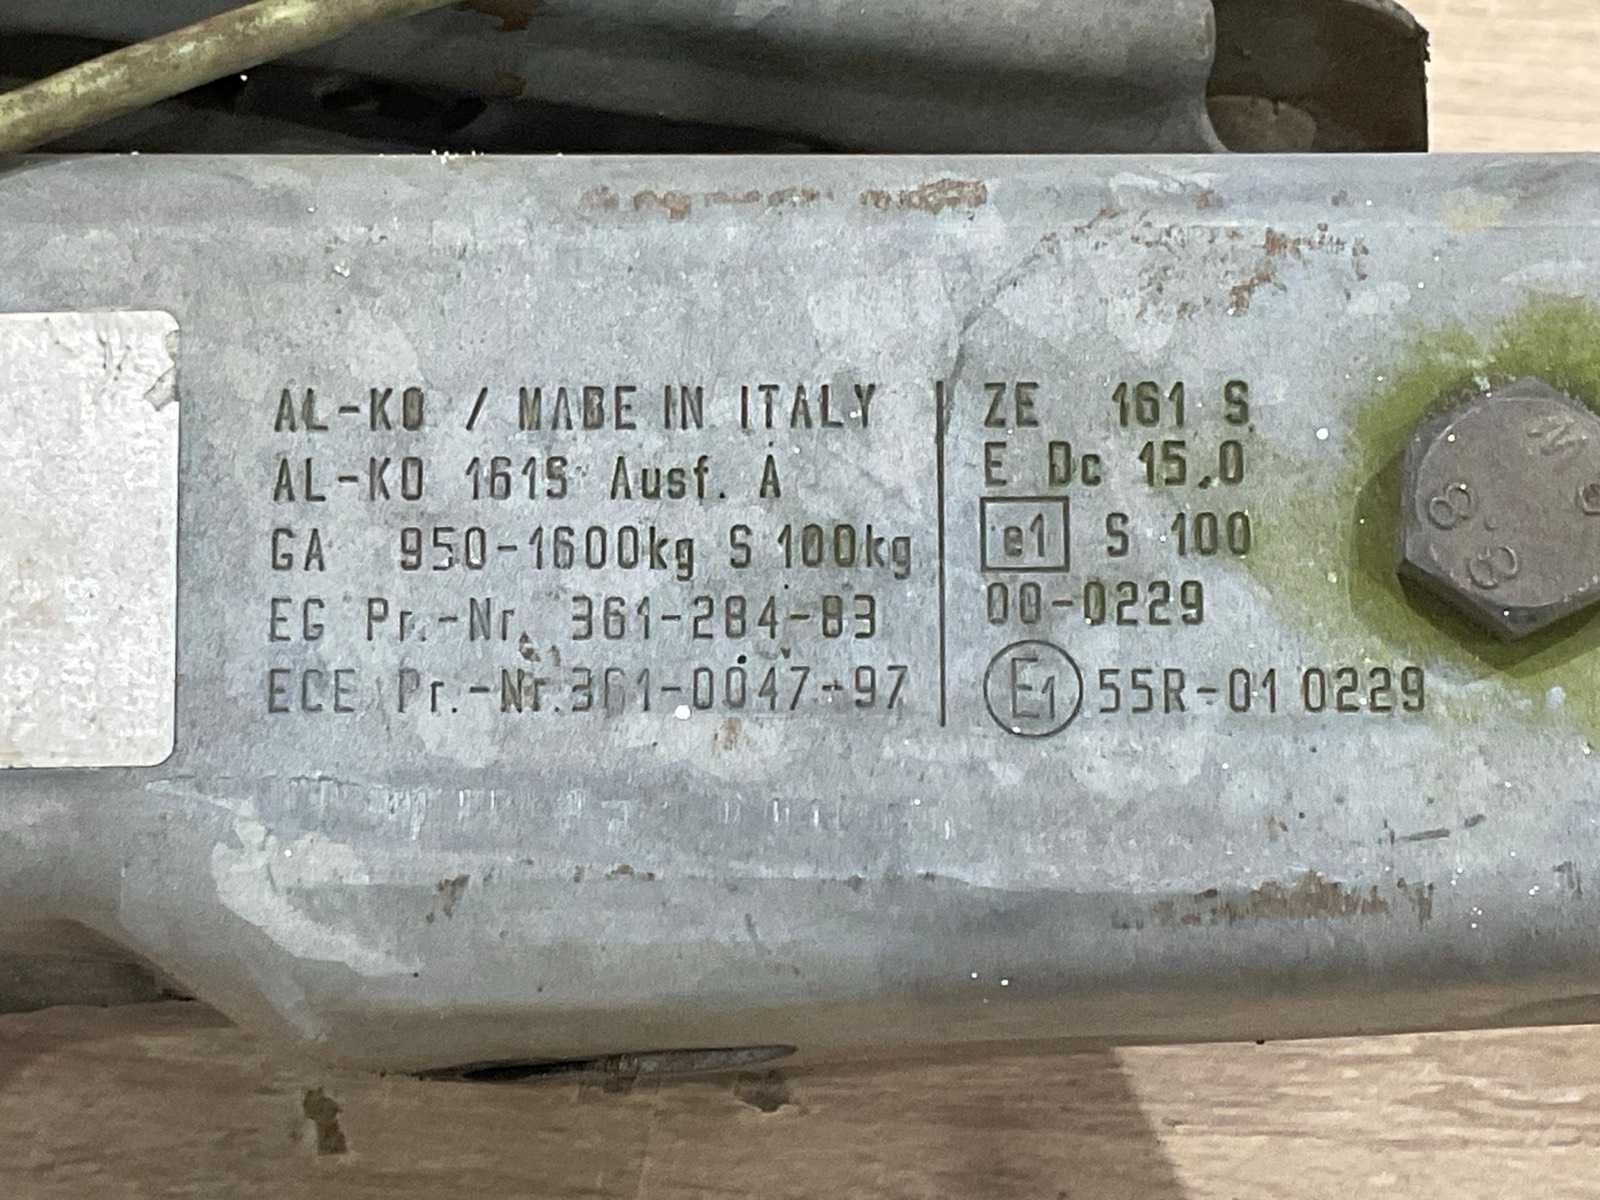 AL-KO / MADE IN ITALY
AL-KO 161S Ausf. A
GA 950-1600kg S 100kg
EG Pr.-Nr. 361-284-83
ECE Pr.-Nr.361-0047-97
ZE 161 S
E Dc 15,0
e1 S 100
00-0229
E1 55R-01 0229
8.8